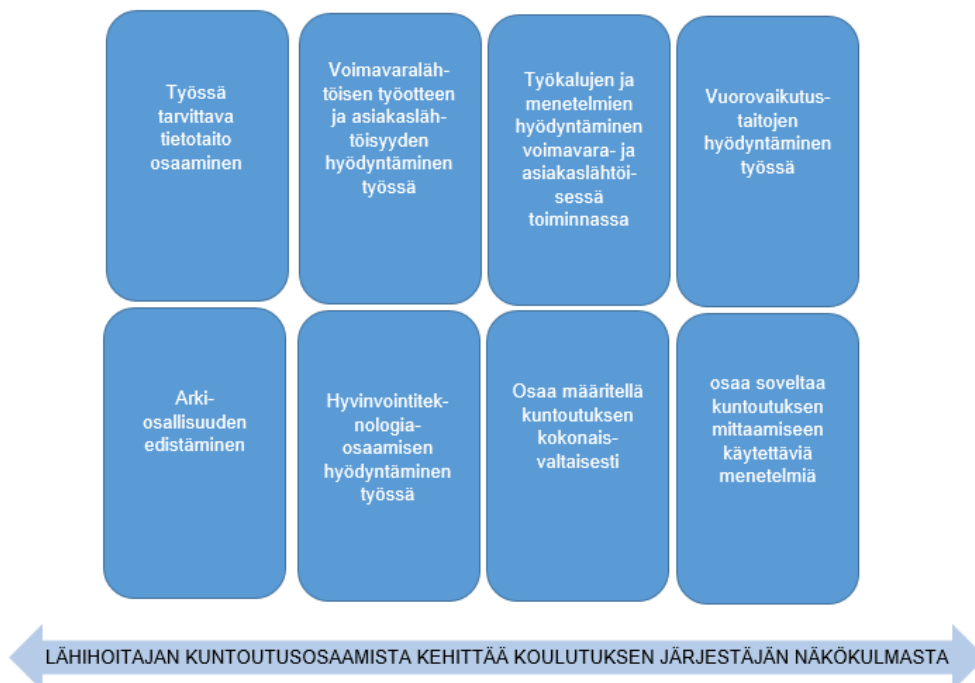 Työssä
tarvittava
tietotaito
osaaminen
Voimavaraläh-
töisen työotteen
ja asiakasläh-
töisyyden
hyödyntäminen
työssä
Työkalujen ja
menetelmien
hyödyntäminen
voimavara- ja
asiakaslähtöi-
sessä
toiminnassa
Vuorovaikutus-
taitojen
hyödyntäminen
työssä
Arki-
osallisuuden
edistäminen
Hyvinvointitek-
nologia-
osaamisen
hyödyntäminen
työssä
Osaa määritellä
kuntoutuksen
kokonais-
valtaisesti
osaa soveltaa
kuntoutuksen
mittaamiseen
käytettäviä
menetelmiä
LÄHIHOITAJAN KUNTOUTUSOSAAMISTA KEHITTÄÄ KOULUTUKSEN JÄRJESTÄJÄN NÄKÖKULMASTA